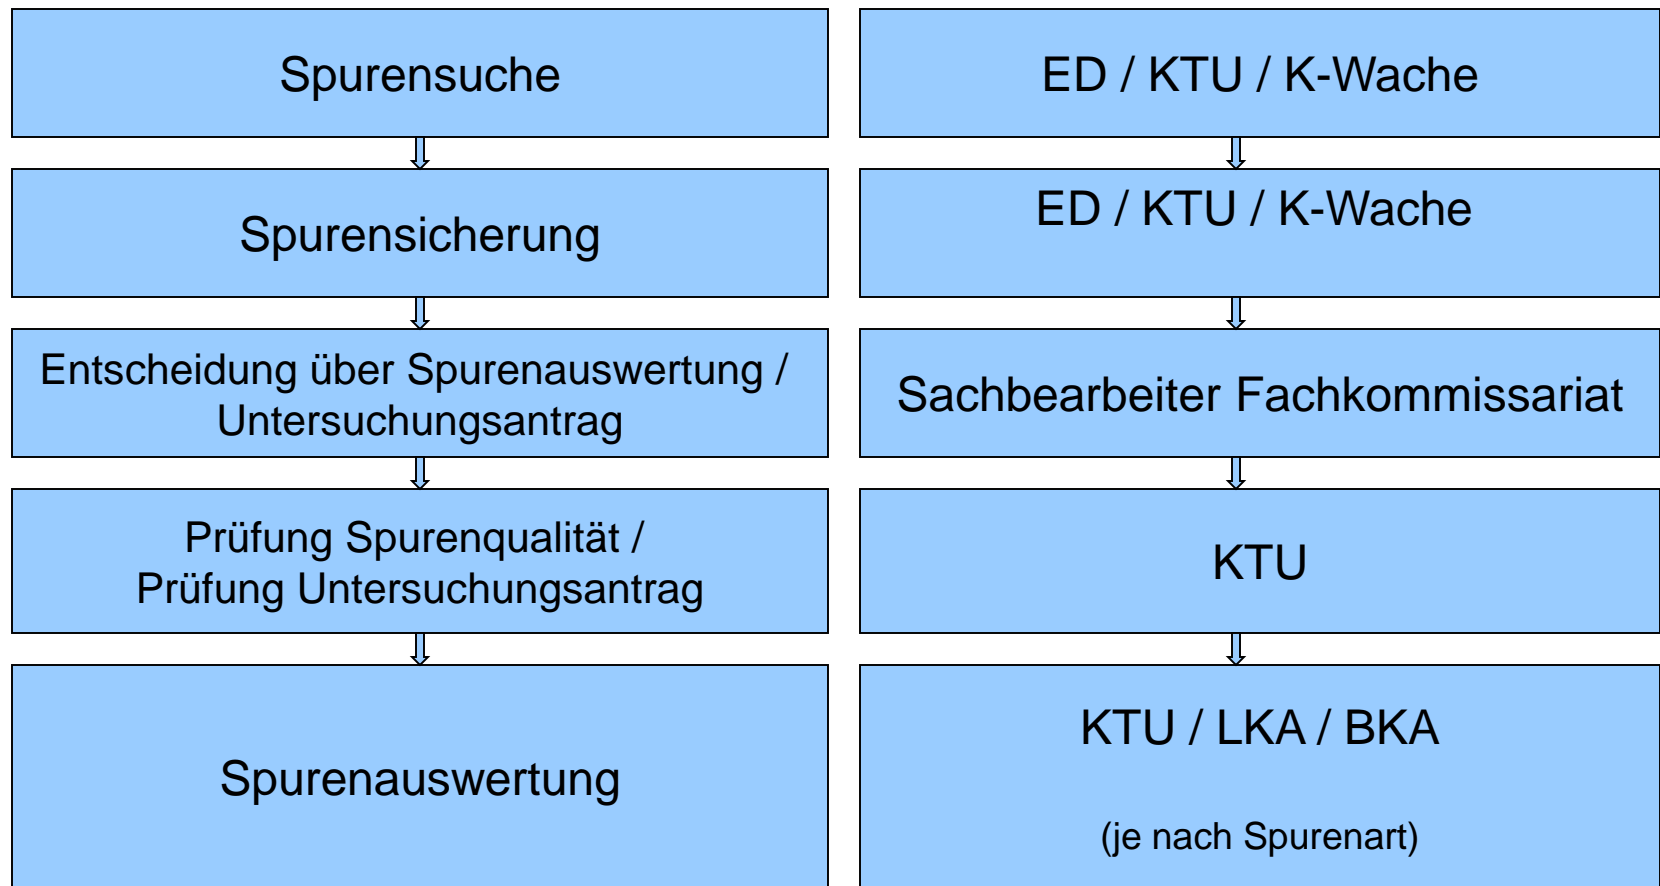 Spurensuche
ED / KTU / K-Wache
Spurensicherung
ED / KTU / K-Wache
Entscheidung über Spurenauswertung /
Untersuchungsantrag
Sachbearbeiter Fachkommissariat
Prüfung Spurenqualität /
Prüfung Untersuchungsantrag
KTU
Spurenauswertung
KTU / LKA / BKA
(je nach Spurenart)